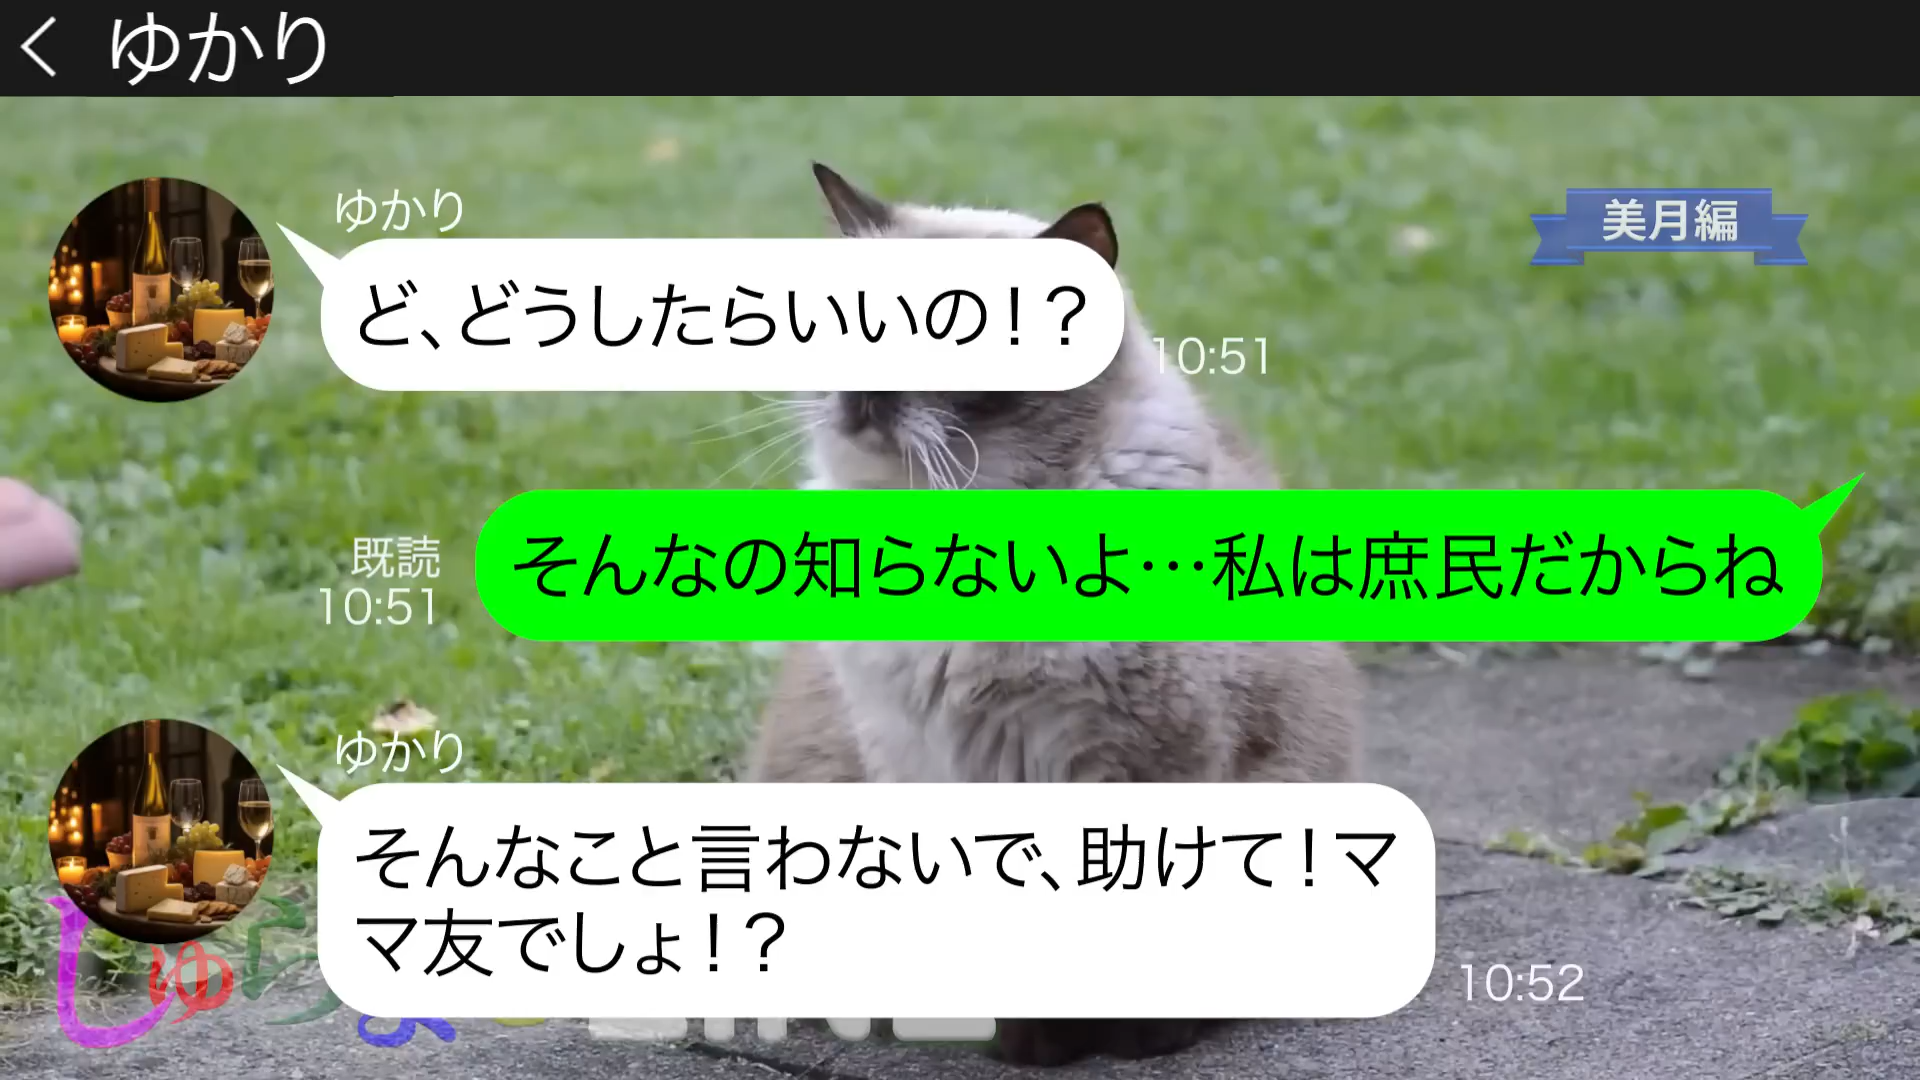 ゆかり
ゆかり
美月編
ど、どうしたらいいの！？
10:51
そんなの知らないよ…私は庶民だからね
既読
10:51
ゆかり
そんなこと言わないで、助けて！マ
マ友でしょ！？
10:52
しゅら